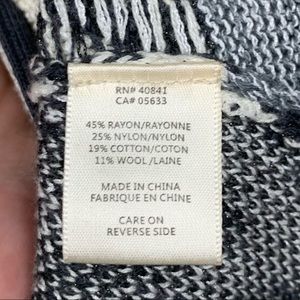 RN# 40841
CA# 05633
45% RAYON/RAYONNE
25% NYLON/NYLON
19% COTTON/COTON
11% WOOL/LAINE
MADE IN CHINA
FABRIQUE EN CHINE
CARE ON
REVERSE SIDE